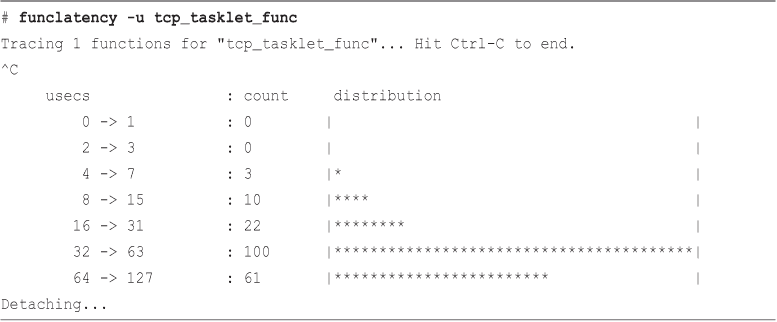 # funclatency -u tcp_tasklet_func
Tracing 1 functions for "tcp_tasklet_func"... Hit Ctrl-C to end.
^C
     usecs               : count     distribution
         0 -> 1          : 0        |                                        |
         2 -> 3          : 0        |                                        |
         4 -> 7          : 3        |*                                       |
         8 -> 15         : 10       |****                                    |
        16 -> 31         : 22       |********                                |
        32 -> 63         : 100      |****************************************|
        64 -> 127        : 61       |************************                |
Detaching...